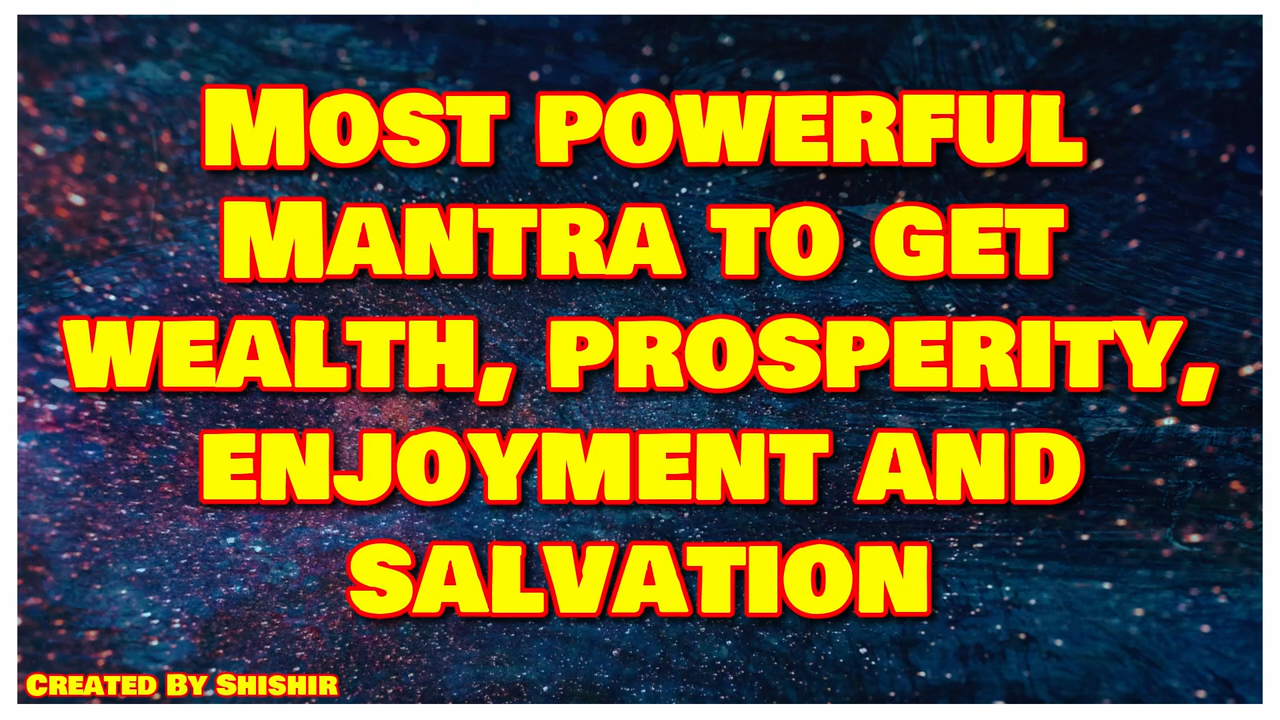 Most powerful
Mantra to get
wealth, prosperity,
enjoyment and
salvation
Created By Shishir